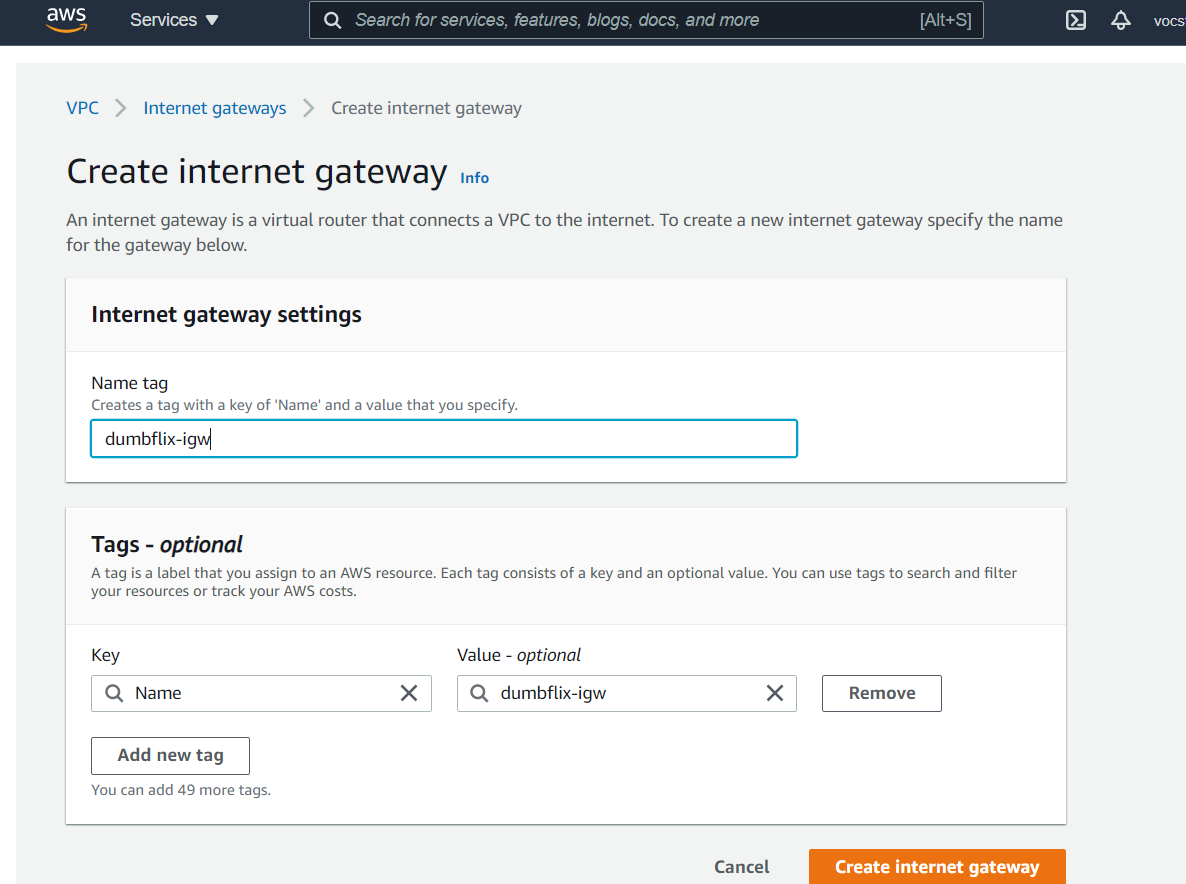 aws Services Search for services, features, blogs, docs, and more [Alt+S] vocs
VPC Internet gateways Create internet gateway
Create internet gateway Info
An internet gateway is a virtual router that connects a VPC to the internet. To create a new internet gateway specify the name
for the gateway below.
Internet gateway settings
Name tag
Creates a tag with a key of 'Name' and a value that you specify.
dumbflix-igw
Tags - optional
A tag is a label that you assign to an AWS resource. Each tag consists of a key and an optional value. You can use tags to search and filter
your resources or track your AWS costs.
Key Value - optional
Name dumbflix-igw Remove
Add new tag
You can add 49 more tags.
Cancel Create internet gateway